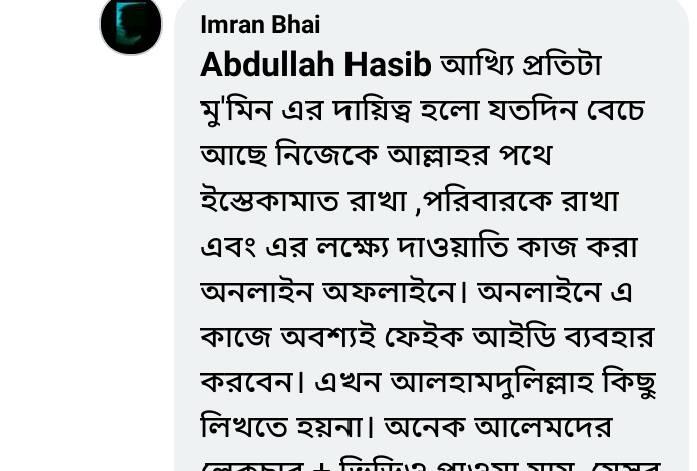 Imran Bhai
Abdullah Hasib আখ্যি প্রতিটা
মু'মিন এর দায়িত্ব হলো যতদিন বেচে
আছে নিজেকে আল্লাহর পথে
ইস্তেকামাত রাখা ,পরিবারকে রাখা
এবং এর লক্ষ্যে দাওয়াতি কাজ করা
অনলাইন অফলাইনে। অনলাইনে এ
কাজে অবশ্যই ফেইক আইডি ব্যবহার
করবেন। এখন আলহামদুলিল্লাহ কিছু
লিখতে হয়না। অনেক আলেমদের